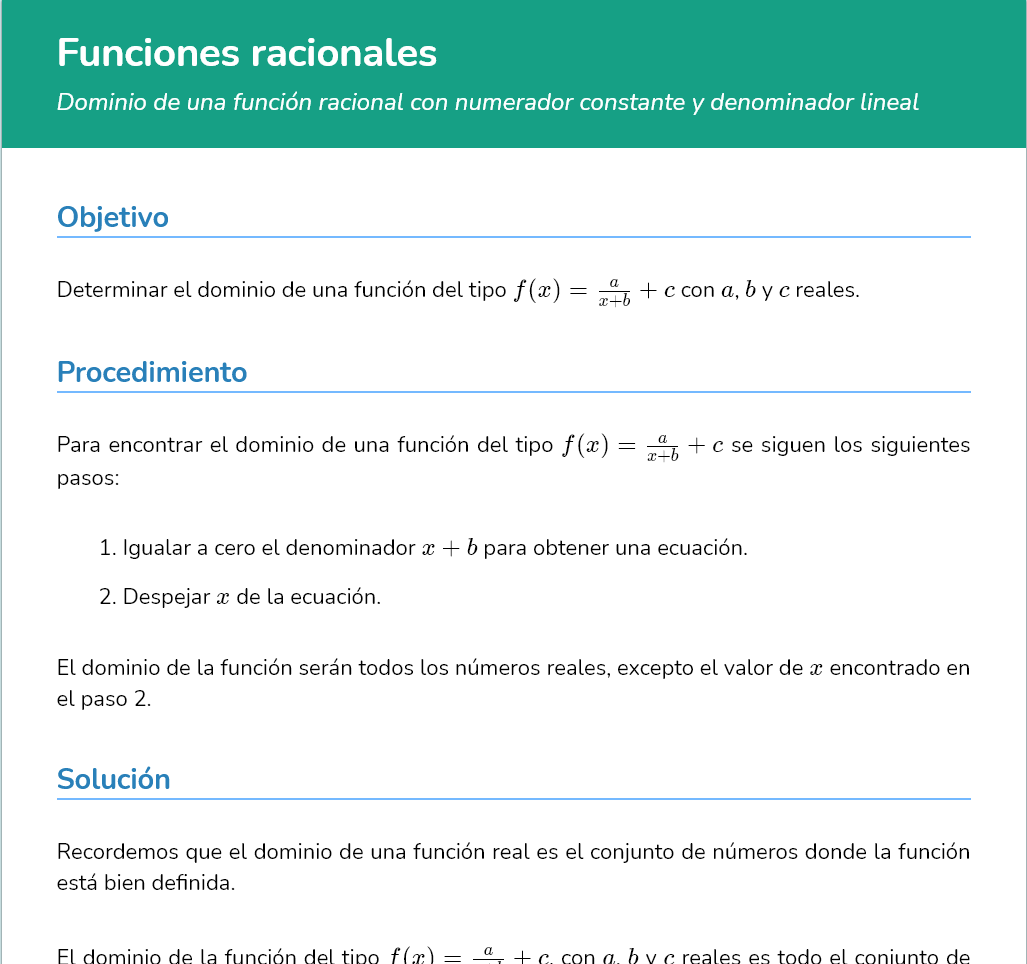 Funciones racionales
Dominio de una función racional con numerador constante y denominador lineal
Objetivo
Determinar el dominio de una función del tipo $f(x) = \frac{a}{x+b} + c$ con $a$, $b$ y $c$ reales.
Procedimiento
Para encontrar el dominio de una función del tipo $f(x) = \frac{a}{x+b} + c$ se siguen los siguientes
pasos:
1. Igualar a cero el denominador $x + b$ para obtener una ecuación.
2. Despejar $x$ de la ecuación.
El dominio de la función serán todos los números reales, excepto el valor de $x$ encontrado en
el paso 2.
Solución
Recordemos que el dominio de una función real es el conjunto de números donde la función
está bien definida.
El dominio de la función del tipo $f(x) = \frac{a}{x+b} + c$, con $a$, $b$ y $c$ reales es todo el conjunto de